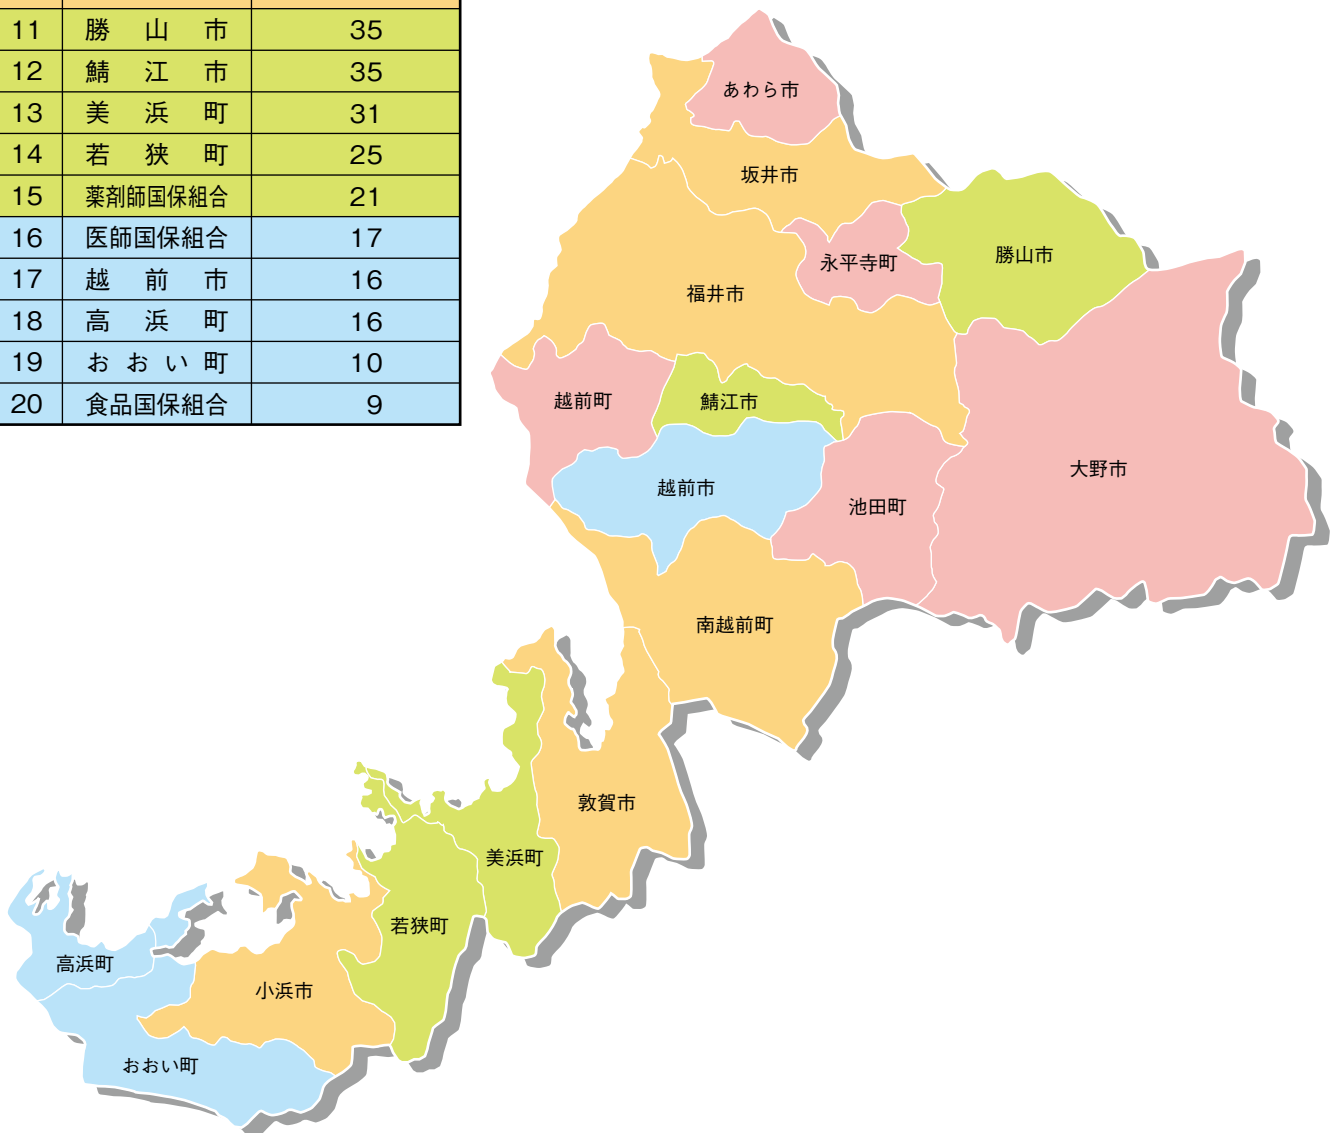 11 勝山市 35
12 鯖江市 35
13 美浜町 31
14 若狭町 25
15 薬剤師国保組合 21
16 医師国保組合 17
17 越前市 16
18 高浜町 16
19 おおい町 10
20 食品国保組合 9
あわら市
坂井市
永平寺町
勝山市
福井市
越前町
鯖江市
大野市
越前市
池田町
南越前町
敦賀市
美浜町
若狭町
高浜町
小浜市
おおい町